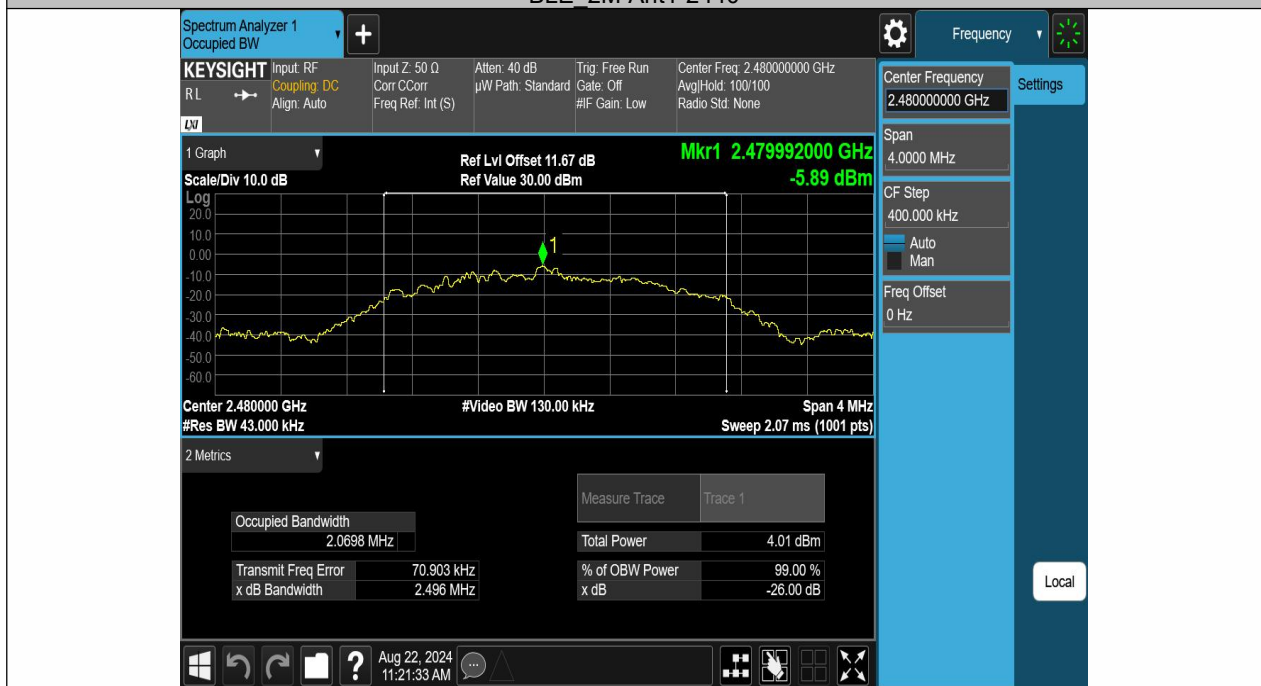 Spectrum Analyzer 1
Occupied BW
Frequency
KEYSIGHT
RL
LXI
Input: RF
Coupling: DC
Align: Auto
Input Z: 50 Ω
Corr CCorr
Freq Ref: Int (S)
Atten: 40 dB
µW Path: Standard
Trig: Free Run
Gate: Off
#IF Gain: Low
Center Freq: 2.480000000 GHz
Avg|Hold: 100/100
Radio Std: None
Center Frequency
2.480000000 GHz
Settings
Span
4.0000 MHz
CF Step
400.000 kHz
Auto
Man
Freq Offset
0 Hz
Local
1 Graph
Scale/Div 10.0 dB
Ref Lvl Offset 11.67 dB
Ref Value 30.00 dBm
Mkr1 2.479992000 GHz
-5.89 dBm
Log
20.0
10.0
0.00
-10.0
-20.0
-30.0
-40.0
-50.0
-60.0
1
Center 2.480000 GHz
#Video BW 130.00 kHz
Span 4 MHz
#Res BW 43.000 kHz
Sweep 2.07 ms (1001 pts)
2 Metrics
Measure Trace Trace 1
Occupied Bandwidth
2.0698 MHz
Total Power 4.01 dBm
Transmit Freq Error 70.903 kHz
% of OBW Power 99.00 %
x dB Bandwidth 2.496 MHz
x dB -26.00 dB
?
Aug 22, 2024
11:21:33 AM